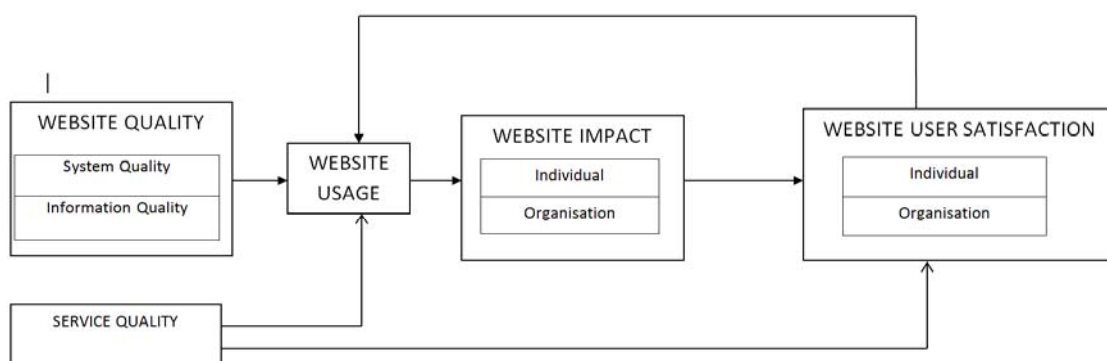 WEBSITE QUALITY
System Quality
Information Quality
WEBSITE
USAGE
WEBSITE IMPACT
Individual
Organisation
WEBSITE USER SATISFACTION
Individual
Organisation
SERVICE QUALITY